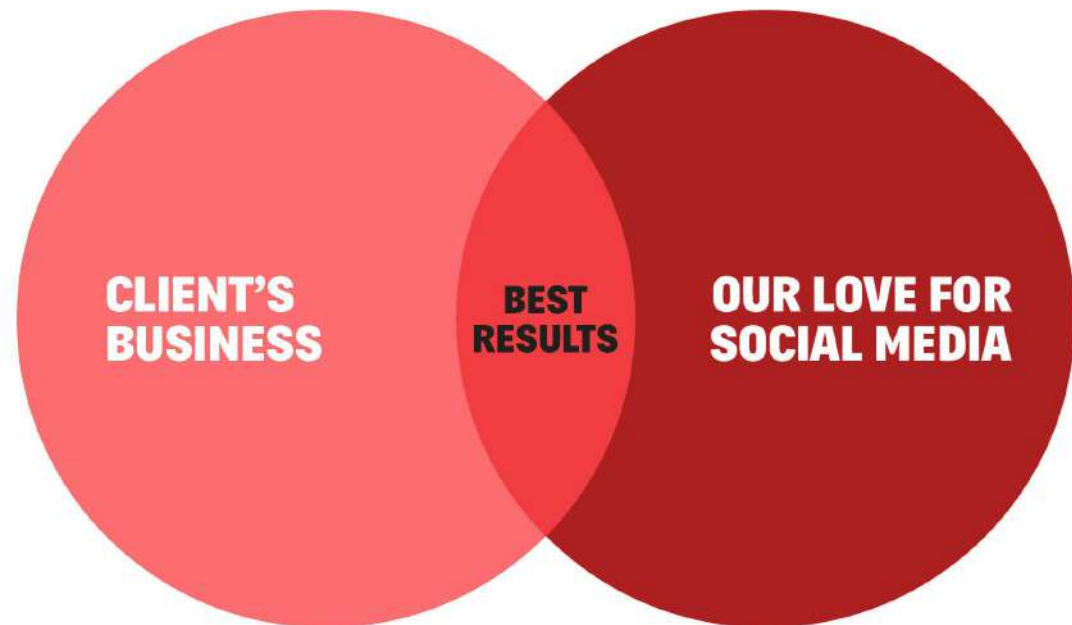 CLIENT'S
BUSINESS
BEST
RESULTS
OUR LOVE FOR
SOCIAL MEDIA